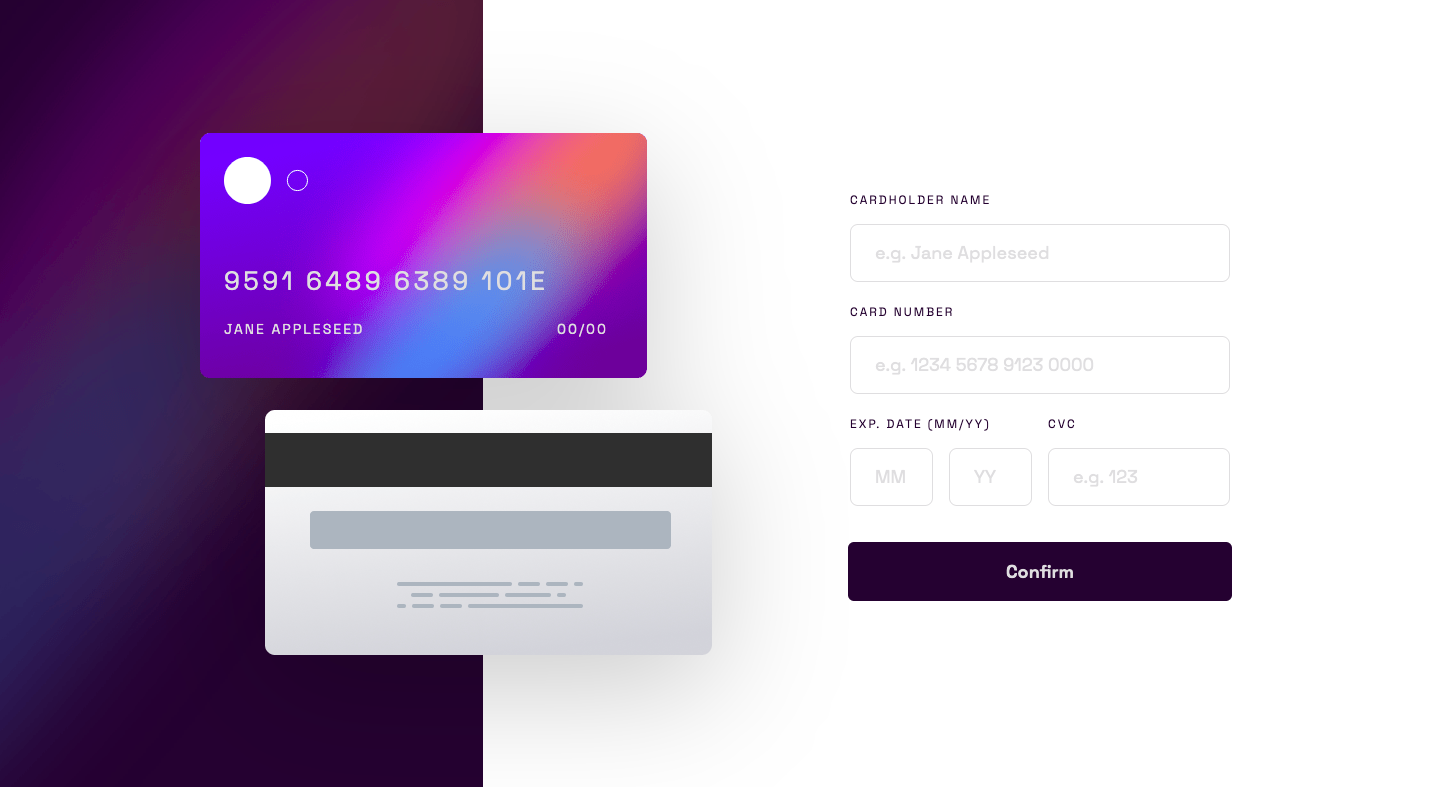 9591 6489 6389 101E
JANE APPLESEED 00/00
CARDHOLDER NAME
e.g. Jane Appleseed
CARD NUMBER
e.g. 1234 5678 9123 0000
EXP. DATE (MM/YY) CVC
MM YY e.g. 123
Confirm